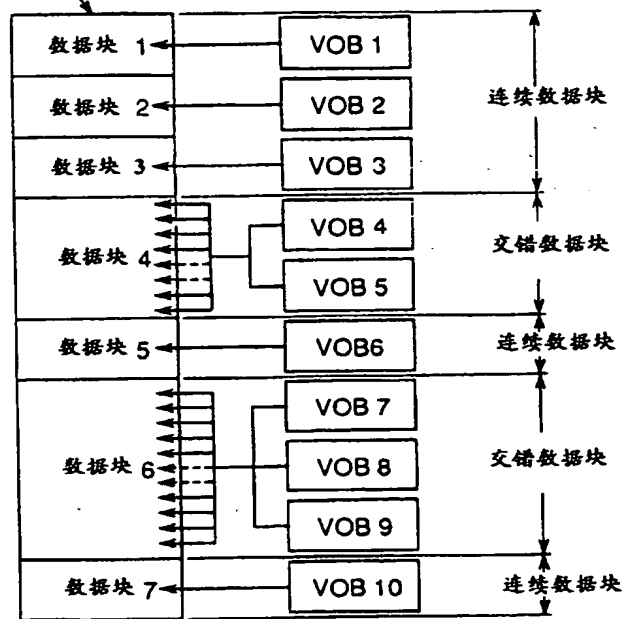 数据块 1
VOB 1
数据块 2
VOB 2
连续数据块
数据块 3
VOB 3
数据块 4
VOB 4
VOB 5
交错数据块
数据块 5
VOB6
连续数据块
数据块 6
VOB 7
VOB 8
VOB 9
交错数据块
数据块 7
VOB 10
连续数据块